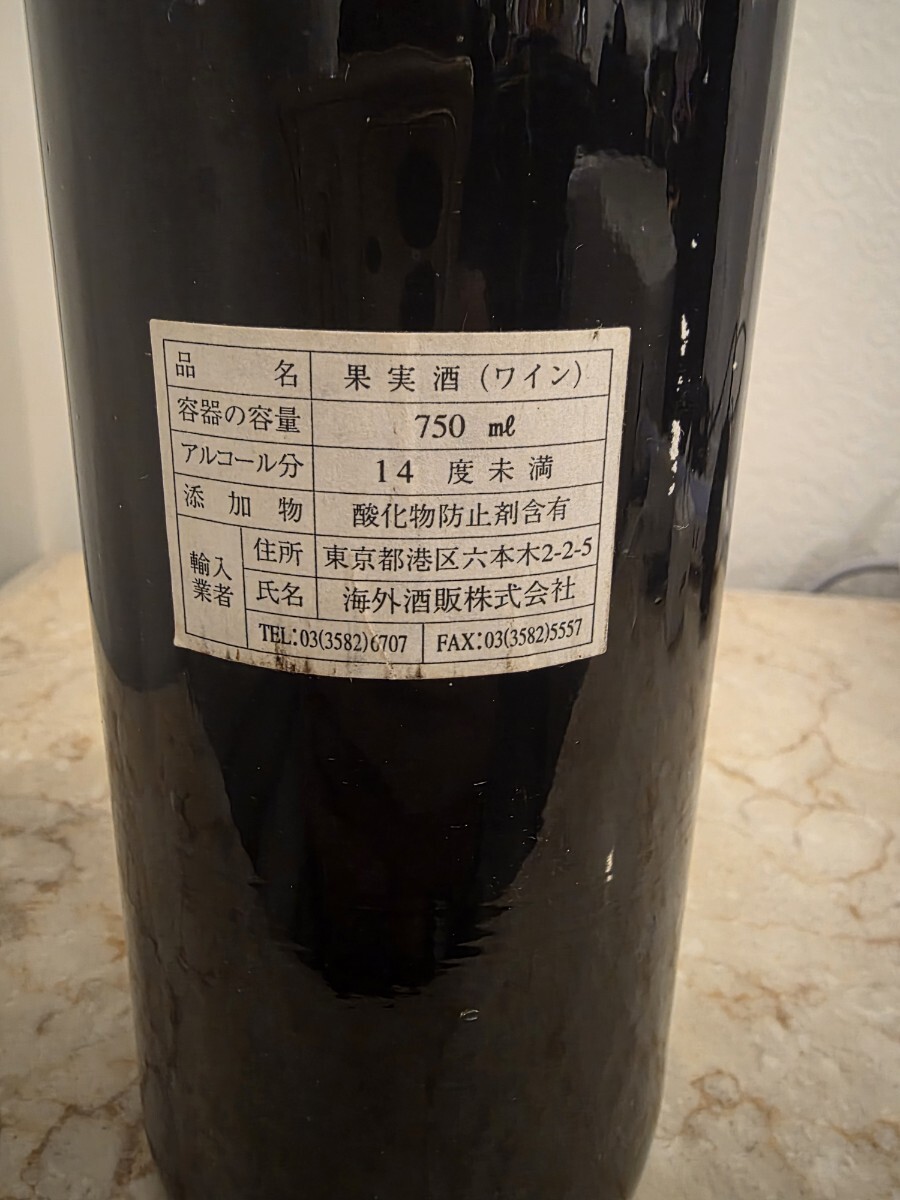 品名 果実酒(ワイン)
容器の容量 750 ㎖
アルコール分 14 度未満
添加物 酸化物防止剤含有
輸入業者 住所 東京都港区六本木2-2-5
氏名 海外酒販株式会社
TEL:03(3582)6707 FAX:03(3582)5557